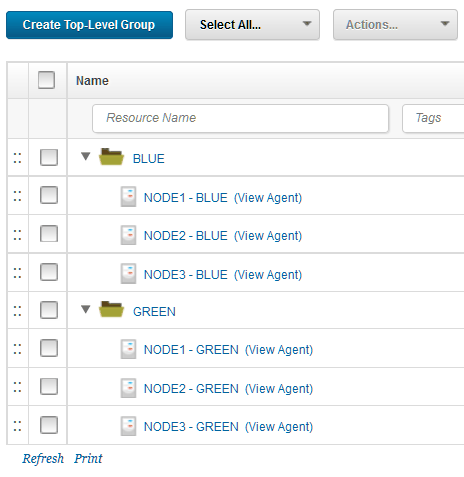 Create Top-Level Group Select All... Actions...
Name
Resource Name Tags
BLUE
NODE1 - BLUE (View Agent)
NODE2 - BLUE (View Agent)
NODE3 - BLUE (View Agent)
GREEN
NODE1 - GREEN (View Agent)
NODE2 - GREEN (View Agent)
NODE3 - GREEN (View Agent)
Refresh Print